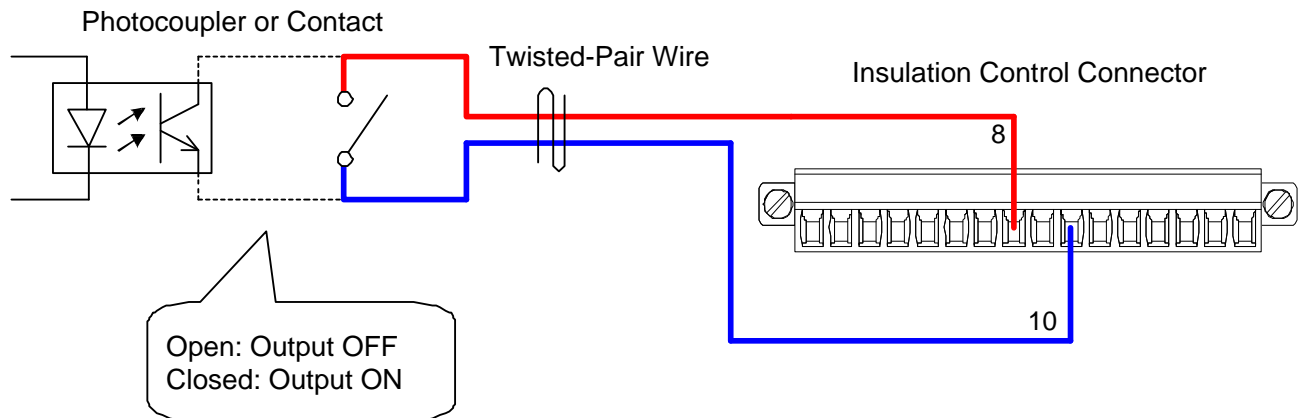 Photocoupler or Contact
Twisted-Pair Wire
Insulation Control Connector
8
10
Open: Output OFF
Closed: Output ON